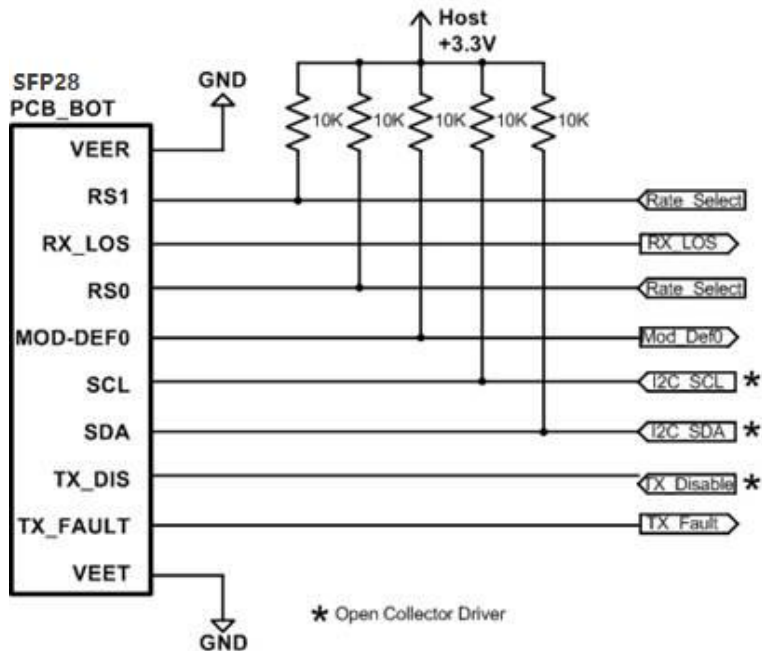 Host
+3.3V
SFP28
PCB_BOT
GND
10K
10K
10K
10K
10K
VEER
RS1
Rate_Select
RX_LOS
RX_LOS
RS0
Rate_Select
MOD-DEF0
Mod_Def0
SCL
I2C_SCL *
SDA
I2C_SDA *
TX_DIS
TX_Disable *
TX_FAULT
TX_Fault
VEET
* Open Collector Driver
GND